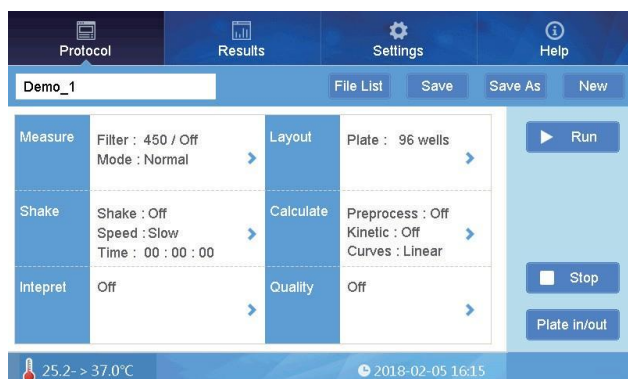 Protocol
Results
Settings
Help
Demo_1
File List
Save
Save As
New
Measure
Filter : 450 / Off
Mode : Normal
Layout
Plate : 96 wells
Run
Shake
Shake : Off
Speed : Slow
Time : 00 : 00 : 00
Calculate
Preprocess : Off
Kinetic : Off
Curves : Linear
Intepret
Off
Quality
Off
Stop
Plate in/out
25.2- > 37.0°C
2018-02-05 16:15